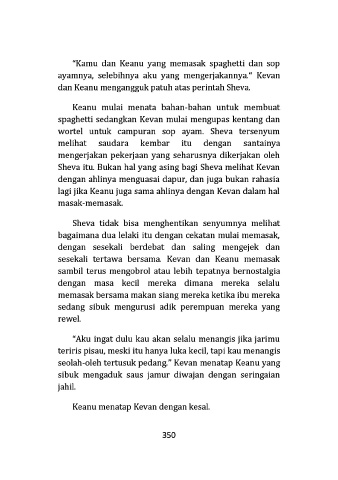 “Kamu dan Keanu yang memasak spaghetti dan sop
ayamnya, selebihnya aku yang mengerjakannya.” Kevan
dan Keanu mengangguk patuh atas perintah Sheva.
Keanu mulai menata bahan-bahan untuk membuat
spaghetti sedangkan Kevan mulai mengupas kentang dan
wortel untuk campuran sop ayam. Sheva tersenyum
melihat saudara kembar itu dengan santainya
mengerjakan pekerjaan yang seharusnya dikerjakan oleh
Sheva itu. Bukan hal yang asing bagi Sheva melihat Kevan
dengan ahlinya menguasai dapur, dan juga bukan rahasia
lagi jika Keanu juga sama ahlinya dengan Kevan dalam hal
masak-memasak.
Sheva tidak bisa menghentikan senyumnya melihat
bagaimana dua lelaki itu dengan cekatan mulai memasak,
dengan sesekali berdebat dan saling mengejek dan
sesekali tertawa bersama. Kevan dan Keanu memasak
sambil terus mengobrol atau lebih tepatnya bernostalgia
dengan masa kecil mereka dimana mereka selalu
memasak bersama makan siang mereka ketika ibu mereka
sedang sibuk mengurusi adik perempuan mereka yang
rewel.
“Aku ingat dulu kau akan selalu menangis jika jarimu
teriris pisau, meski itu hanya luka kecil, tapi kau menangis
seolah-oleh tertusuk pedang.” Kevan menatap Keanu yang
sibuk mengaduk saus jamur diwajan dengan seringaian
jahil.
Keanu menatap Kevan dengan kesal.
350